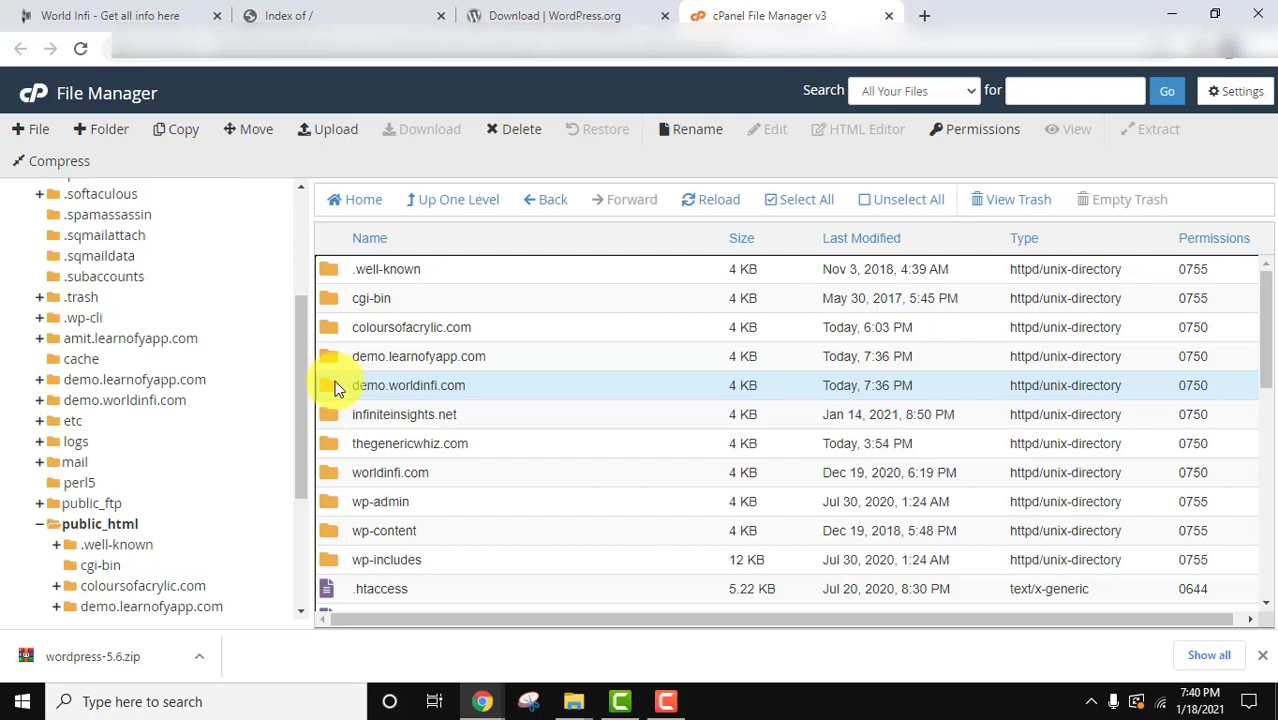 World Infi - Get all info here
Index of /
Download | WordPress.org
cPanel File Manager v3
cP File Manager
Search All Your Files for Go Settings
File Folder Copy Move Upload Download Delete Restore Rename Edit HTML Editor Permissions View Extract
Compress
.softaculous
.spamassassin
.sqmailattach
.sqmaildata
.subaccounts
.trash
.wp-cli
amit.learnofyapp.com
cache
demo.learnofyapp.com
demo.worldinfi.com
etc
logs
mail
perl5
public_ftp
public_html
.well-known
cgi-bin
coloursofacrylic.com
demo.learnofyapp.com
Home Up One Level Back Forward Reload Select All Unselect All View Trash Empty Trash
Name Size Last Modified Type Permissions
.well-known 4 KB Nov 3, 2018, 4:39 AM httpd/unix-directory 0755
cgi-bin 4 KB May 30, 2017, 5:45 PM httpd/unix-directory 0755
coloursofacrylic.com 4 KB Today, 6:03 PM httpd/unix-directory 0750
demo.learnofyapp.com 4 KB Today, 7:36 PM httpd/unix-directory 0750
demo.worldinfi.com 4 KB Today, 7:36 PM httpd/unix-directory 0750
infiniteinsights.net 4 KB Jan 14, 2021, 8:50 PM httpd/unix-directory 0750
thegenericwhiz.com 4 KB Today, 3:54 PM httpd/unix-directory 0750
worldinfi.com 4 KB Dec 19, 2020, 6:19 PM httpd/unix-directory 0750
wp-admin 4 KB Jul 30, 2020, 1:24 AM httpd/unix-directory 0755
wp-content 4 KB Dec 19, 2018, 5:48 PM httpd/unix-directory 0755
wp-includes 12 KB Jul 30, 2020, 1:24 AM httpd/unix-directory 0755
.htaccess 5.22 KB Jul 20, 2020, 8:30 PM text/x-generic 0644
wordpress-5.6.zip
Show all
Type here to search
7:40 PM
1/18/2021